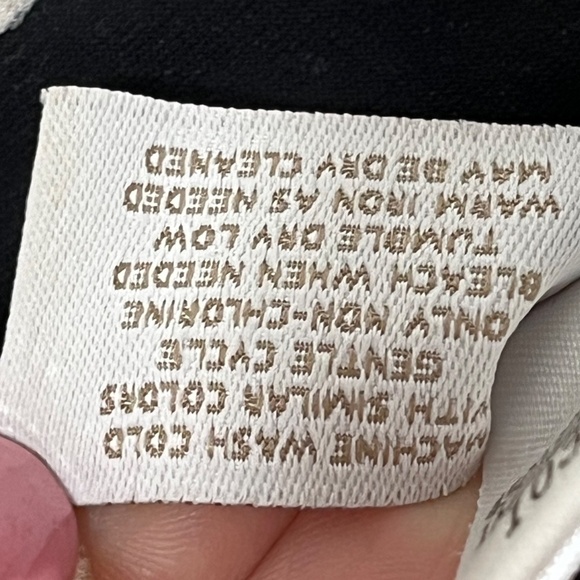 MACHINE WASH COLD
WITH SIMILAR COLORS
GENTLE CYCLE
ONLY NON-CHLORINE
BLEACH WHEN NEEDED
TUMBLE DRY LOW
WARM IRON AS NEEDED
MAY BE DRY CLEANED